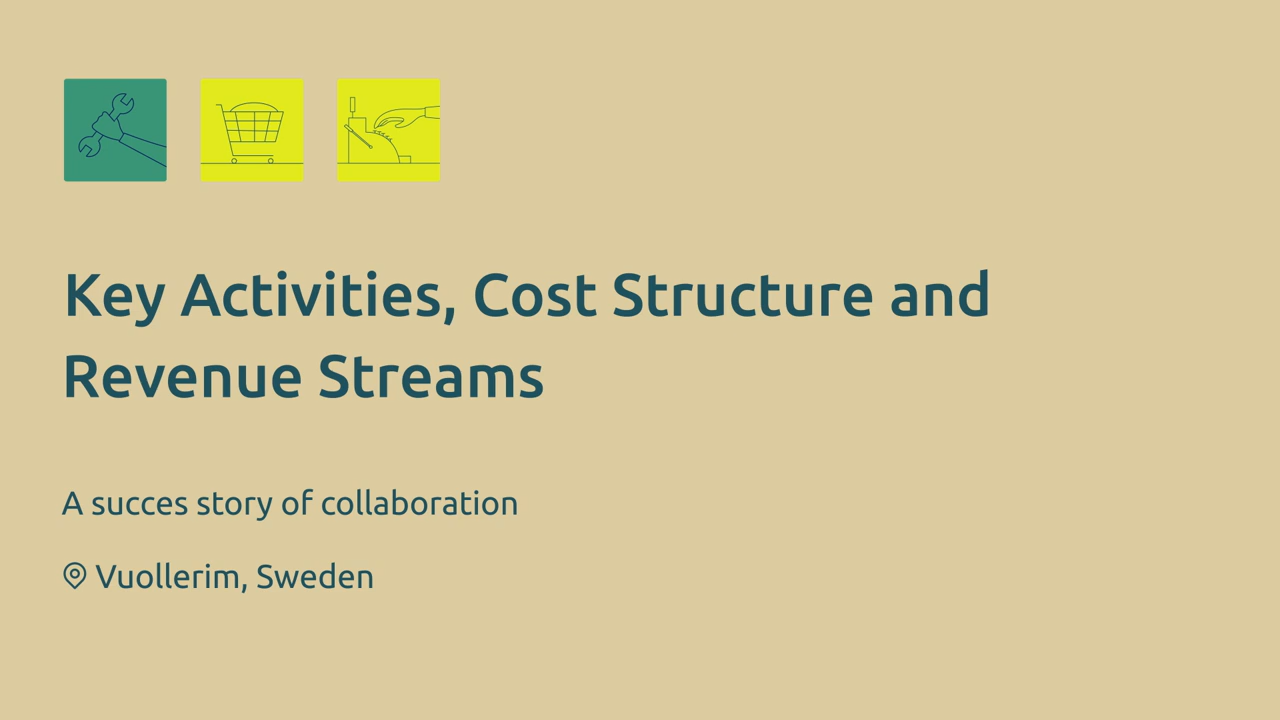 Key Activities, Cost Structure and
Revenue Streams
A succes story of collaboration
Vuollerim, Sweden